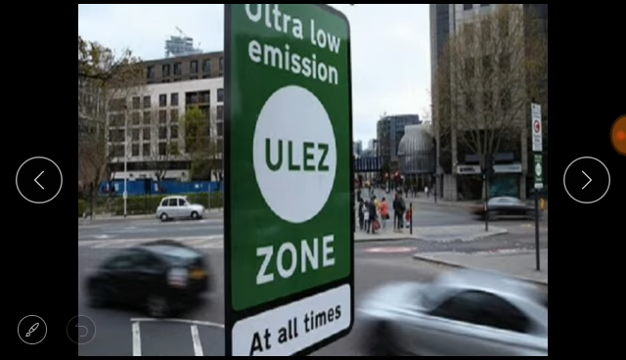 Ultra low
emission
ULEZ
ZONE
At all times